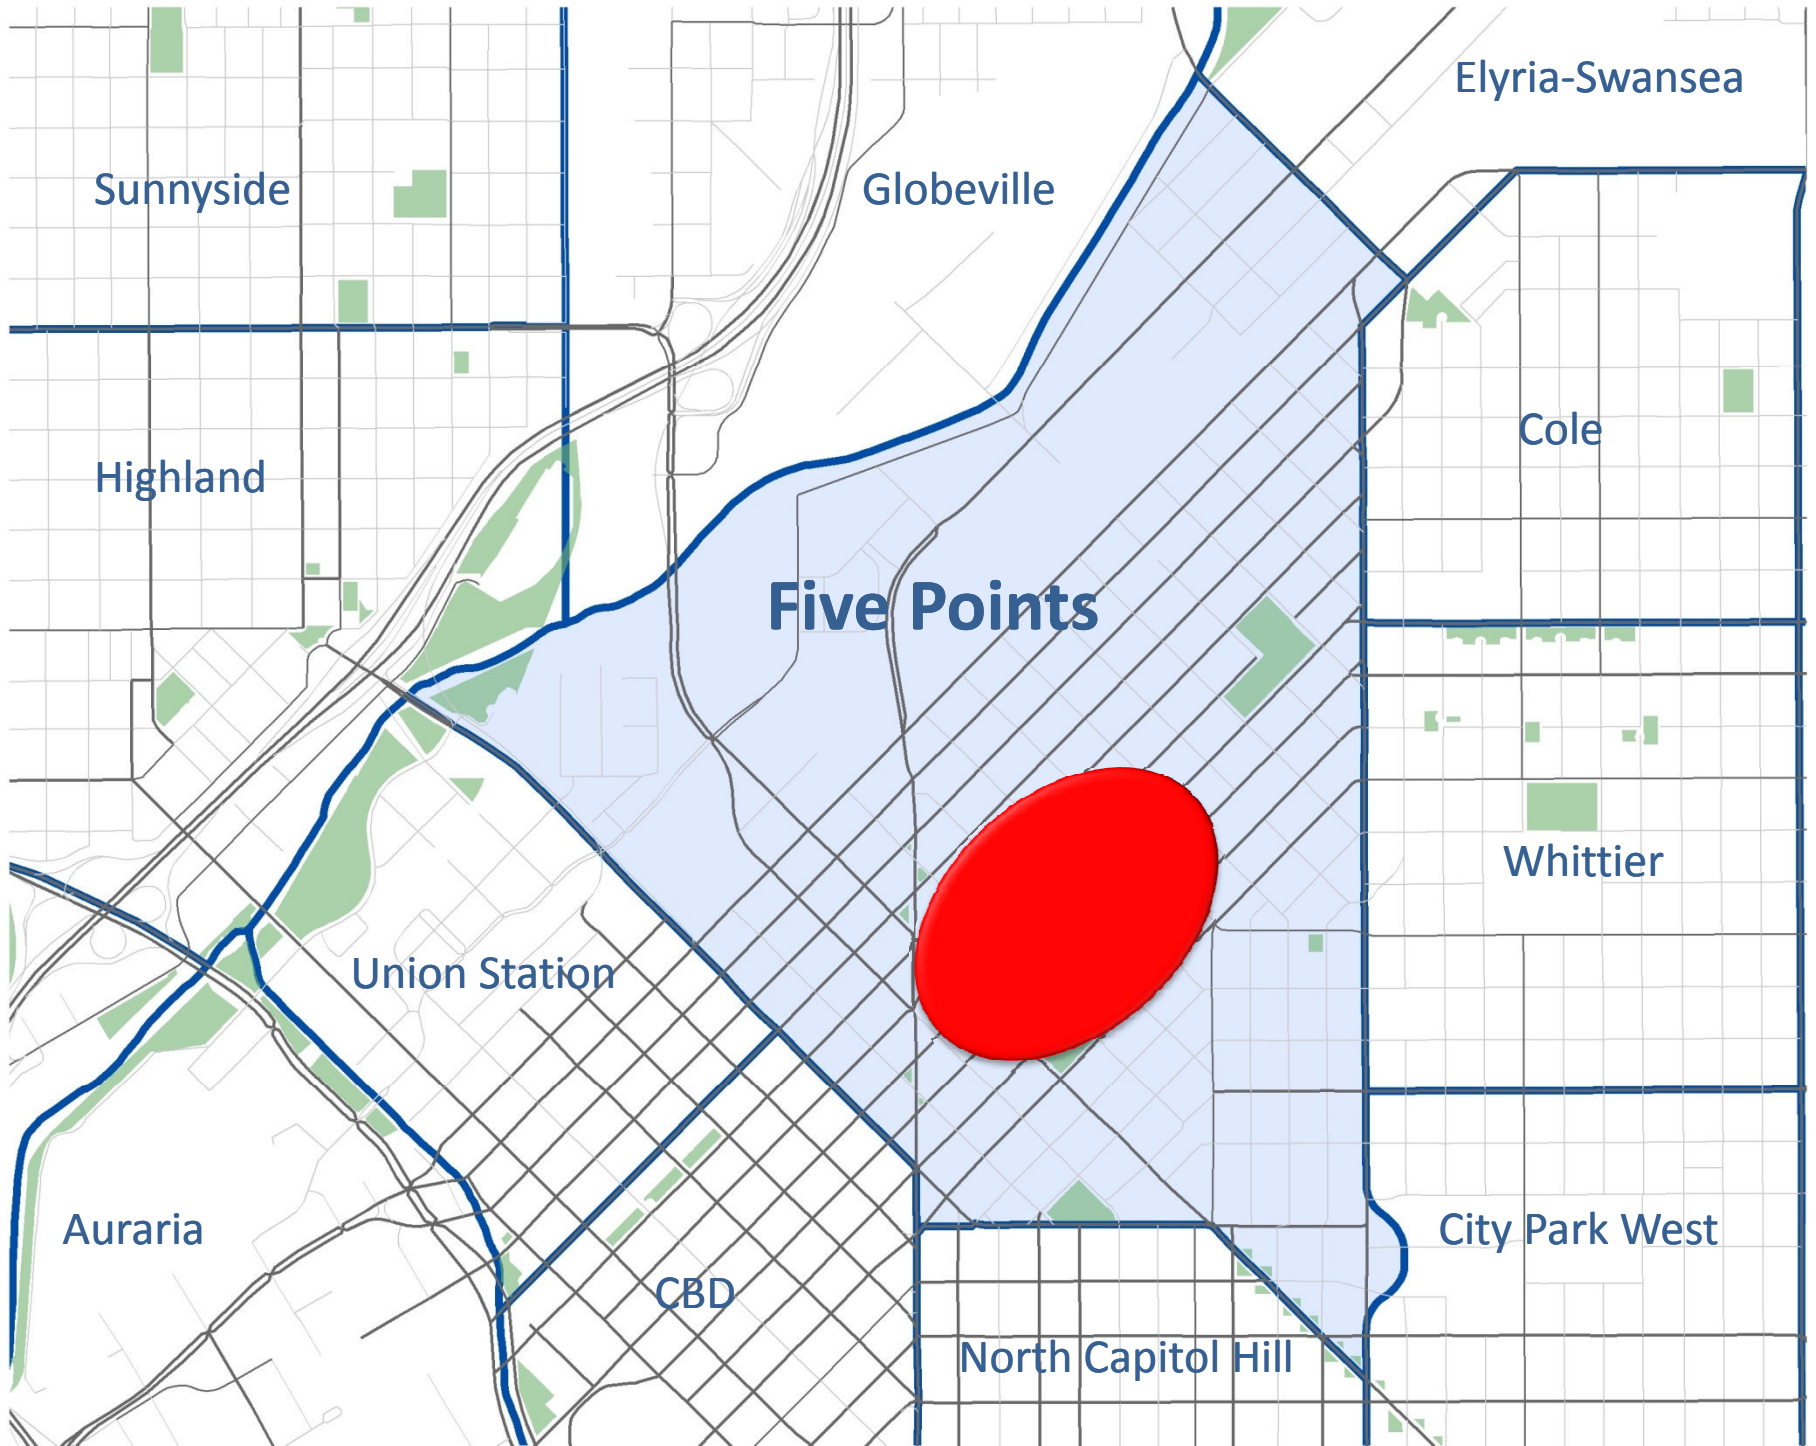 Elyria-Swansea
Sunnyside
Globeville
Cole
Highland
Five Points
Whittier
Union Station
Auraria
City Park West
CBD
North Capitol Hill